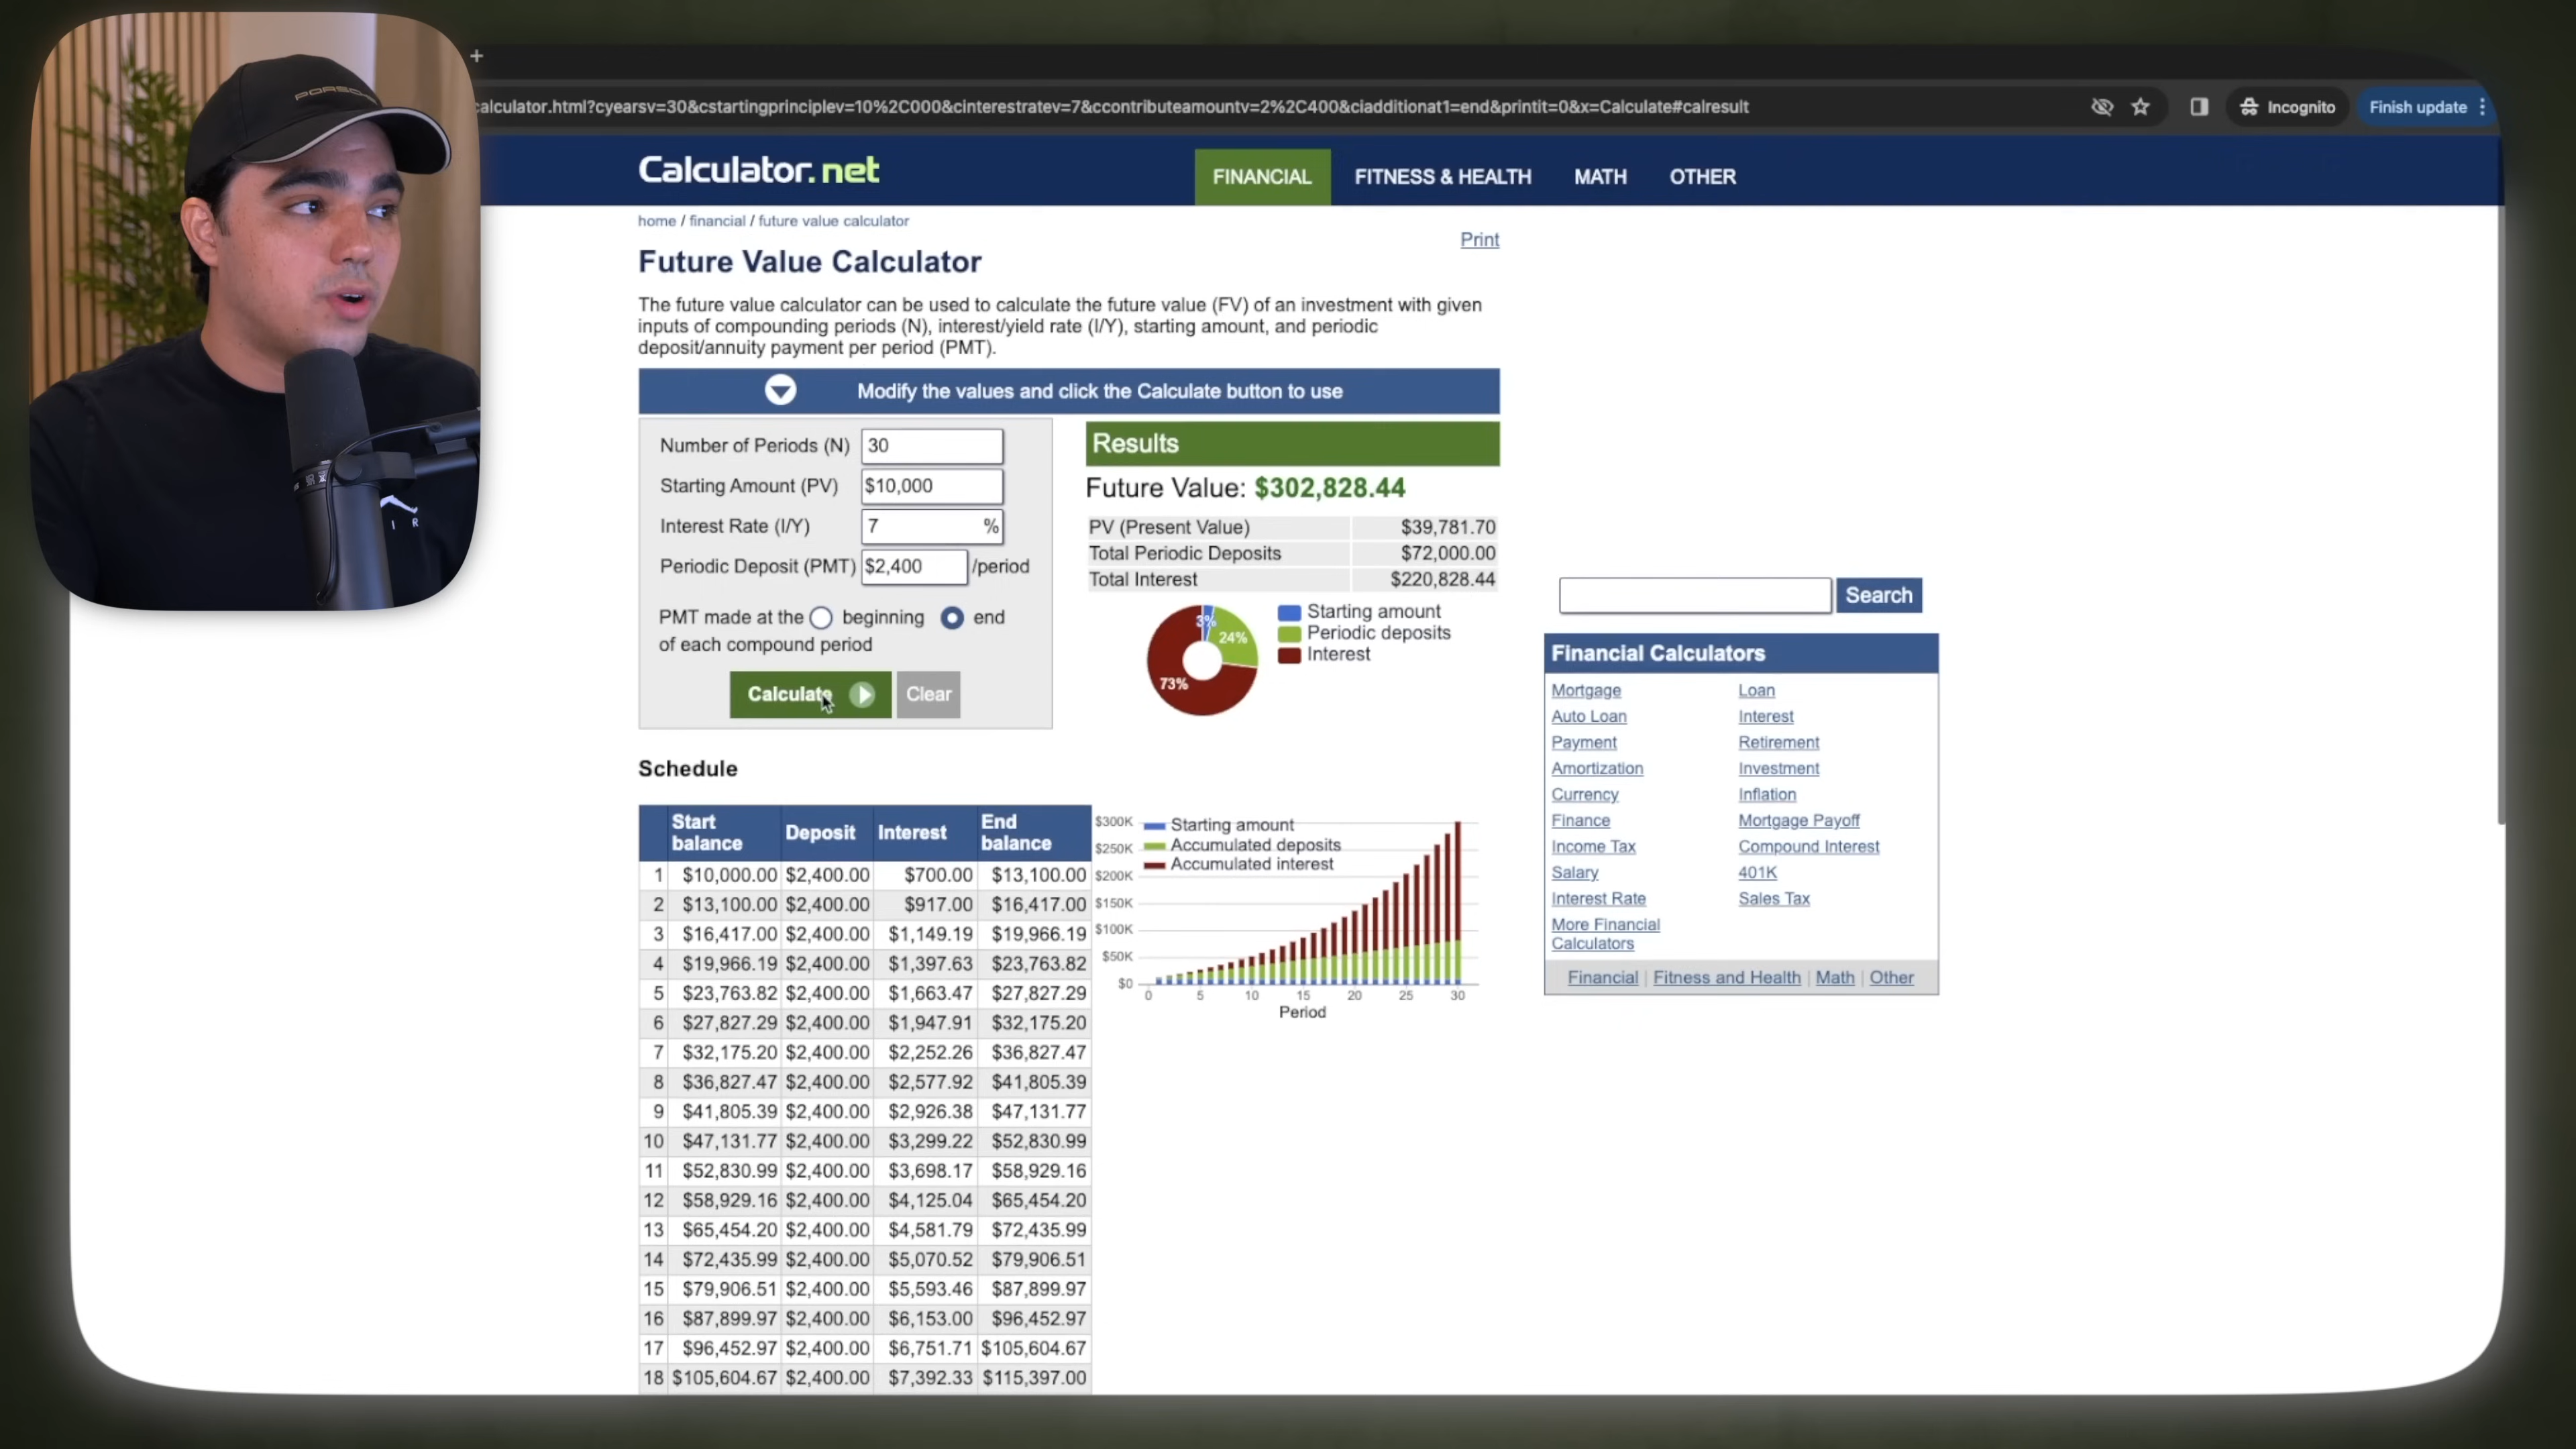 PORSCHE
+
calculator.html?cyearsv=30&cstartingprinciplev=10%2C000&cinterestratev=7&ccontributeamountv=2%2C400&ciadditionat1=end&printit=0&x=Calculate#calresult
Incognito
Finish update
Calculator.net
FINANCIAL
FITNESS & HEALTH
MATH
OTHER
home / financial / future value calculator
Print
Future Value Calculator
The future value calculator can be used to calculate the future value (FV) of an investment with given
inputs of compounding periods (N), interest/yield rate (I/Y), starting amount, and periodic
deposit/annuity payment per period (PMT).
Modify the values and click the Calculate button to use
Number of Periods (N) 30
Starting Amount (PV) $10,000
Interest Rate (I/Y) 7 %
Periodic Deposit (PMT) $2,400 /period
PMT made at the beginning end
of each compound period
Calculate
Clear
Results
Future Value: $302,828.44
PV (Present Value) $39,781.70
Total Periodic Deposits $72,000.00
Total Interest $220,828.44
3%
24%
73%
Starting amount
Periodic deposits
Interest
Search
Financial Calculators
Mortgage Loan
Auto Loan Interest
Payment Retirement
Amortization Investment
Currency Inflation
Finance Mortgage Payoff
Income Tax Compound Interest
Salary 401K
Interest Rate Sales Tax
More Financial
Calculators
Financial | Fitness and Health | Math | Other
Schedule
Start balance Deposit Interest End balance
1 $10,000.00 $2,400.00 $700.00 $13,100.00
2 $13,100.00 $2,400.00 $917.00 $16,417.00
3 $16,417.00 $2,400.00 $1,149.19 $19,966.19
4 $19,966.19 $2,400.00 $1,397.63 $23,763.82
5 $23,763.82 $2,400.00 $1,663.47 $27,827.29
6 $27,827.29 $2,400.00 $1,947.91 $32,175.20
7 $32,175.20 $2,400.00 $2,252.26 $36,827.47
8 $36,827.47 $2,400.00 $2,577.92 $41,805.39
9 $41,805.39 $2,400.00 $2,926.38 $47,131.77
10 $47,131.77 $2,400.00 $3,299.22 $52,830.99
11 $52,830.99 $2,400.00 $3,698.17 $58,929.16
12 $58,929.16 $2,400.00 $4,125.04 $65,454.20
13 $65,454.20 $2,400.00 $4,581.79 $72,435.99
14 $72,435.99 $2,400.00 $5,070.52 $79,906.51
15 $79,906.51 $2,400.00 $5,593.46 $87,899.97
16 $87,899.97 $2,400.00 $6,153.00 $96,452.97
17 $96,452.97 $2,400.00 $6,751.71 $105,604.67
18 $105,604.67 $2,400.00 $7,392.33 $115,397.00
Starting amount
Accumulated deposits
Accumulated interest
$300K
$250K
$200K
$150K
$100K
$50K
$0
0 5 10 15 20 25 30
Period